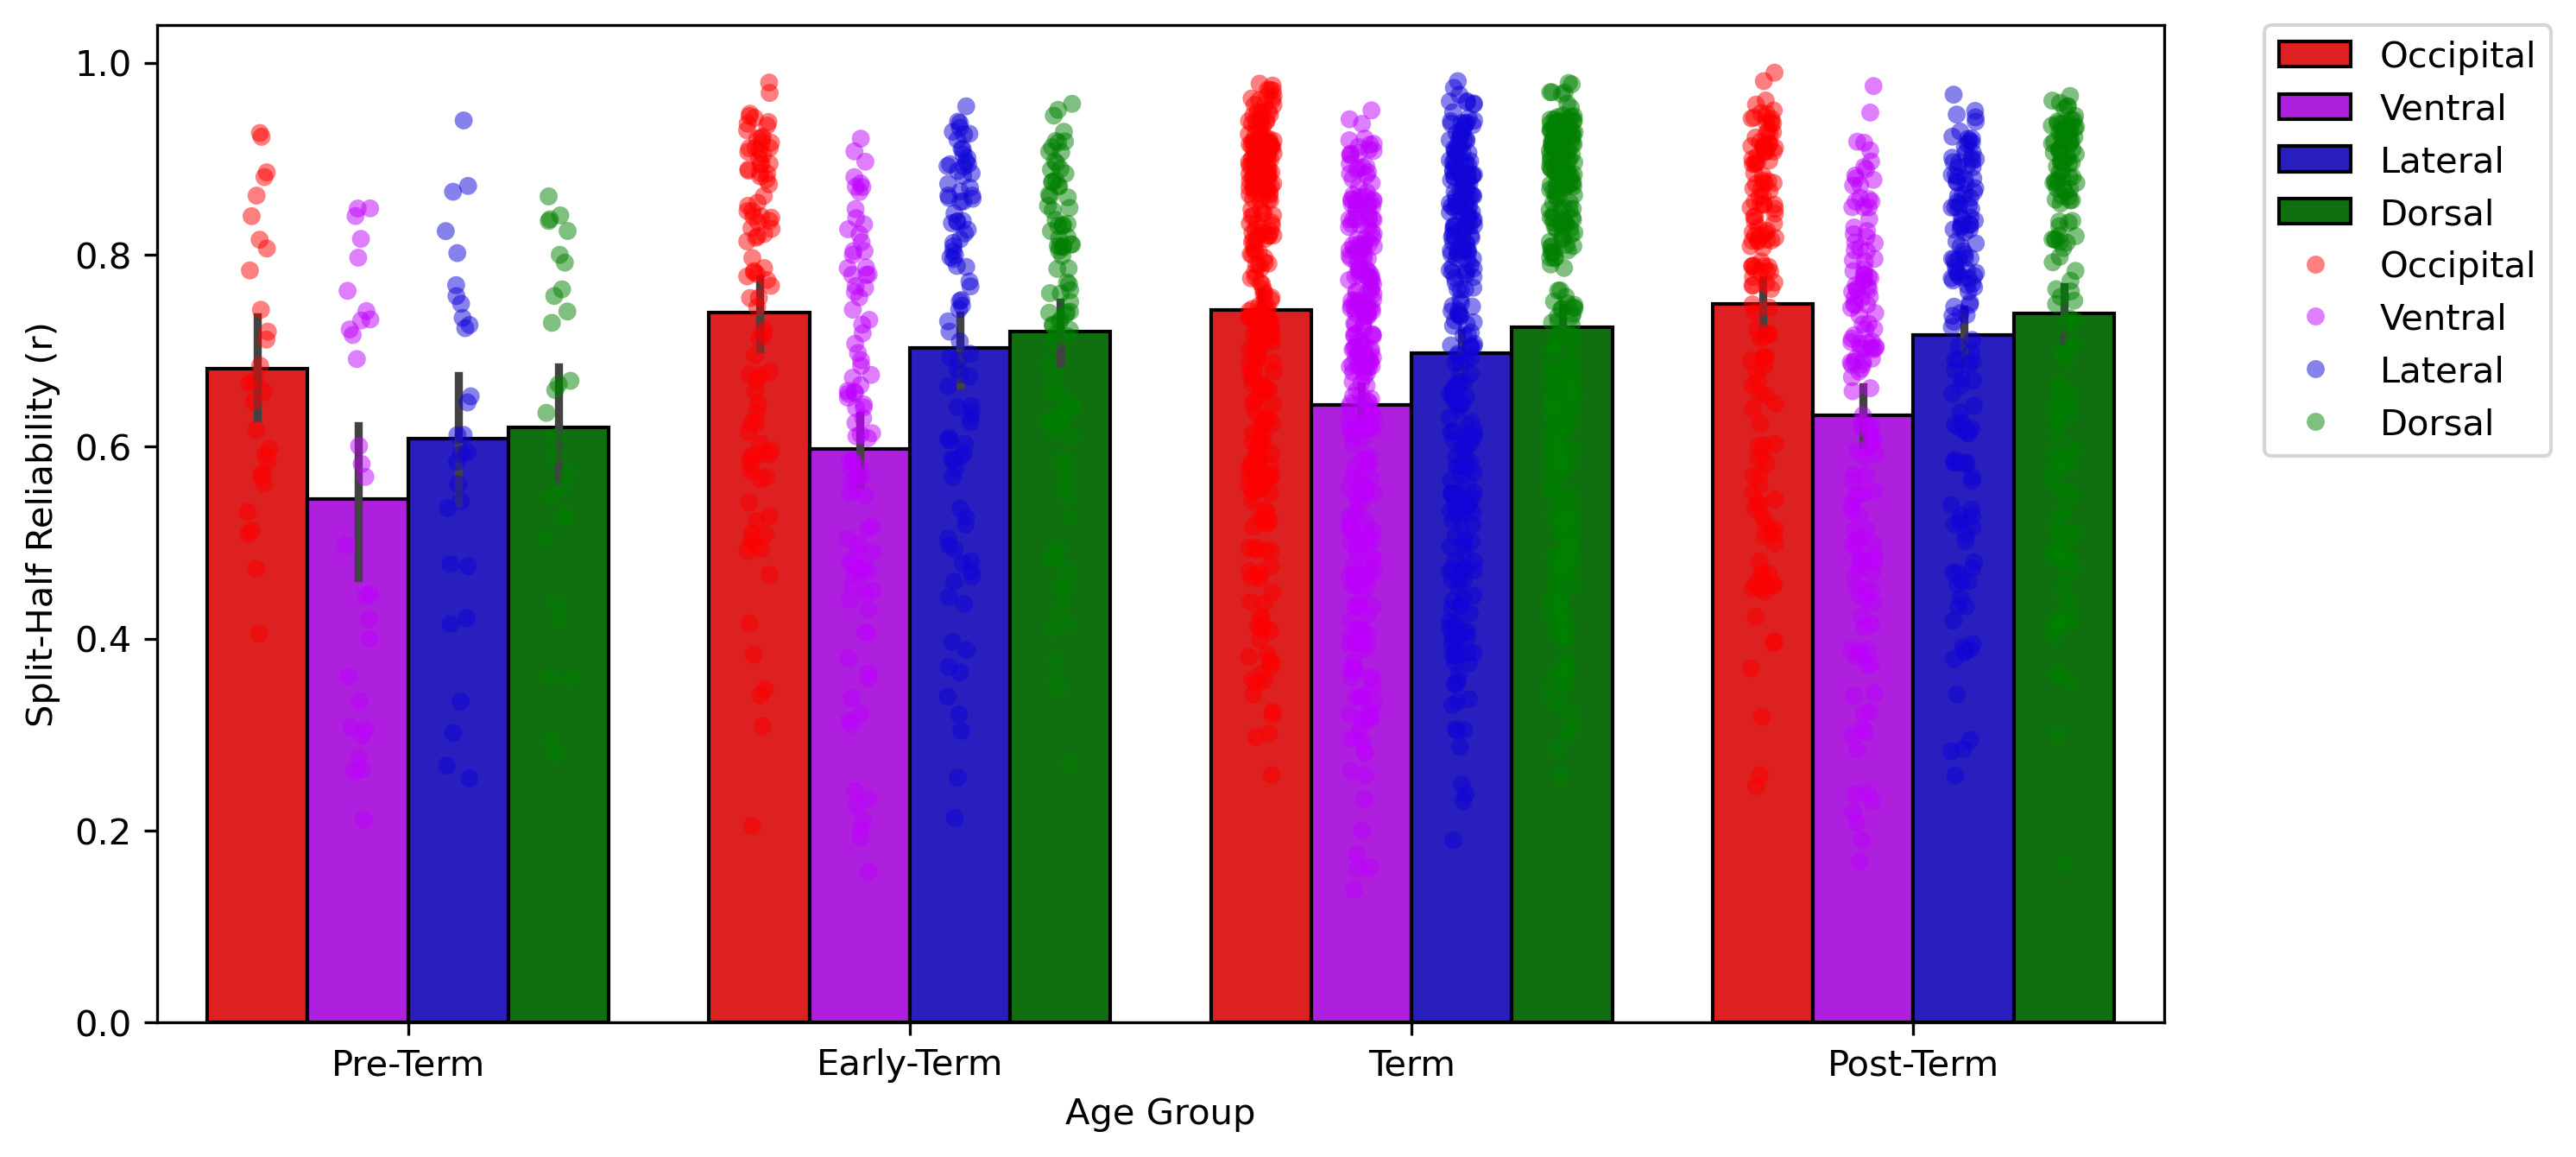 Split-Half Reliability (r)
1.0
0.8
0.6
0.4
0.2
0.0
Pre-Term
Early-Term
Term
Post-Term
Age Group
Occipital
Ventral
Lateral
Dorsal
Occipital
Ventral
Lateral
Dorsal